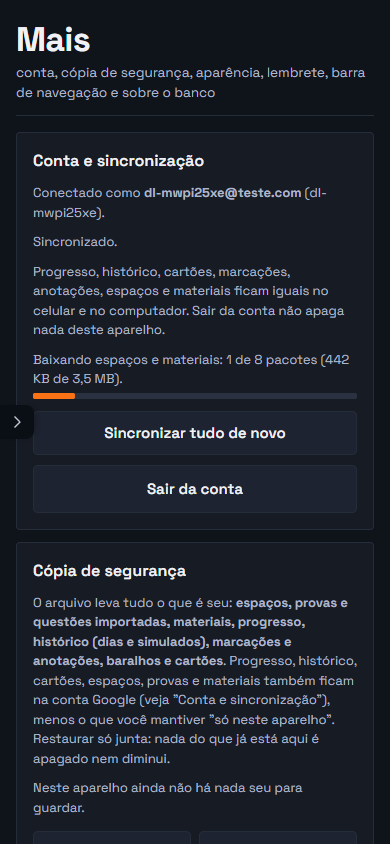 Mais
conta, cópia de segurança, aparência, lembrete, barra
de navegação e sobre o banco
Conta e sincronização
Conectado como dl-mwpi25xe@teste.com (dl-
mwpi25xe).
Sincronizado.
Progresso, histórico, cartões, marcações,
anotações, espaços e materiais ficam iguais no
celular e no computador. Sair da conta não apaga
nada deste aparelho.
Baixando espaços e materiais: 1 de 8 pacotes (442
KB de 3,5 MB).
Sincronizar tudo de novo
Sair da conta
Cópia de segurança
O arquivo leva tudo o que é seu: espaços, provas e
questões importadas, materiais, progresso,
histórico (dias e simulados), marcações e
anotações, baralhos e cartões. Progresso, histórico,
cartões, espaços, provas e materiais também ficam
na conta Google (veja "Conta e sincronização"),
menos o que você mantiver "só neste aparelho".
Restaurar só junta: nada do que já está aqui é
apagado nem diminui.
Neste aparelho ainda não há nada seu para
guardar.